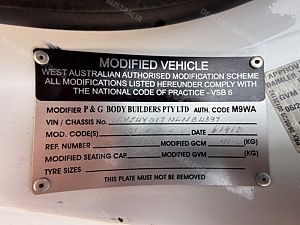 MODIFIED VEHICLE
WEST AUSTRALIAN AUTHORISED MODIFICATION SCHEME
ALL MODIFICATIONS LISTED HEREUNDER COMPLY WITH
THE NATIONAL CODE OF PRACTICE - VSB 6
MODIFIER P & G BODY BUILDERS PTY LTD AUTH. CODE M9WA
VIN / CHASSIS No.
MOD. CODE(S) DATE
REF. NUMBER MODIFIED GCM (KG)
MODIFIED SEATING CAP. MODIFIED GVM (KG)
TYRE SIZES
THIS PLATE MUST NOT BE REMOVED